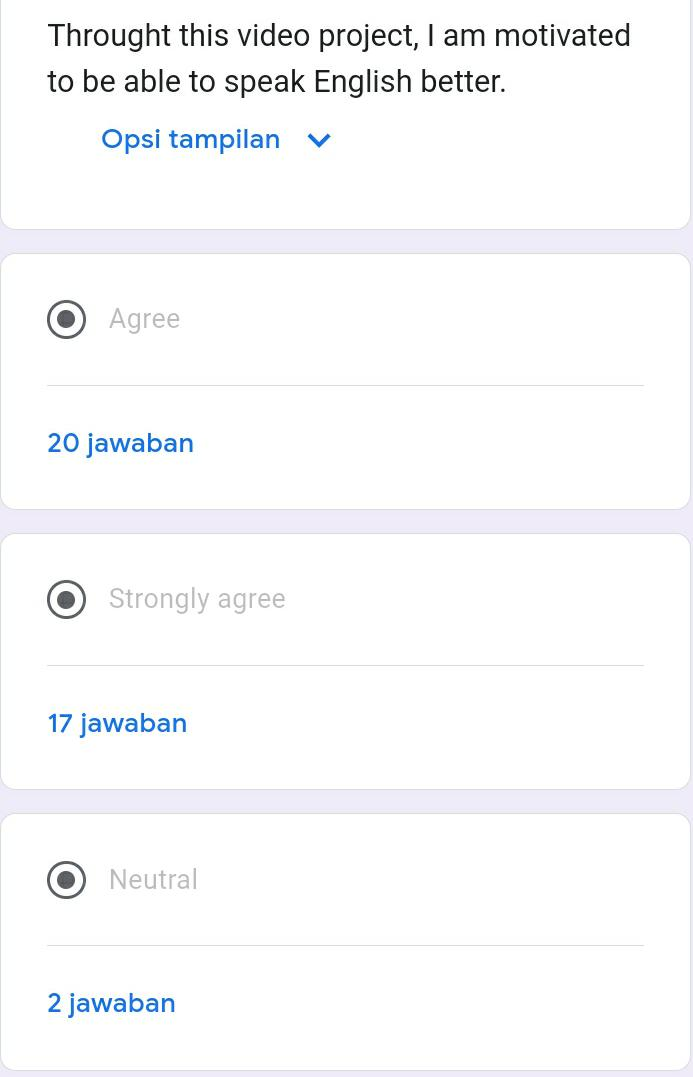 Throught this video project, I am motivated
to be able to speak English better.
Opsi tampilan
Agree
20 jawaban
Strongly agree
17 jawaban
Neutral
2 jawaban